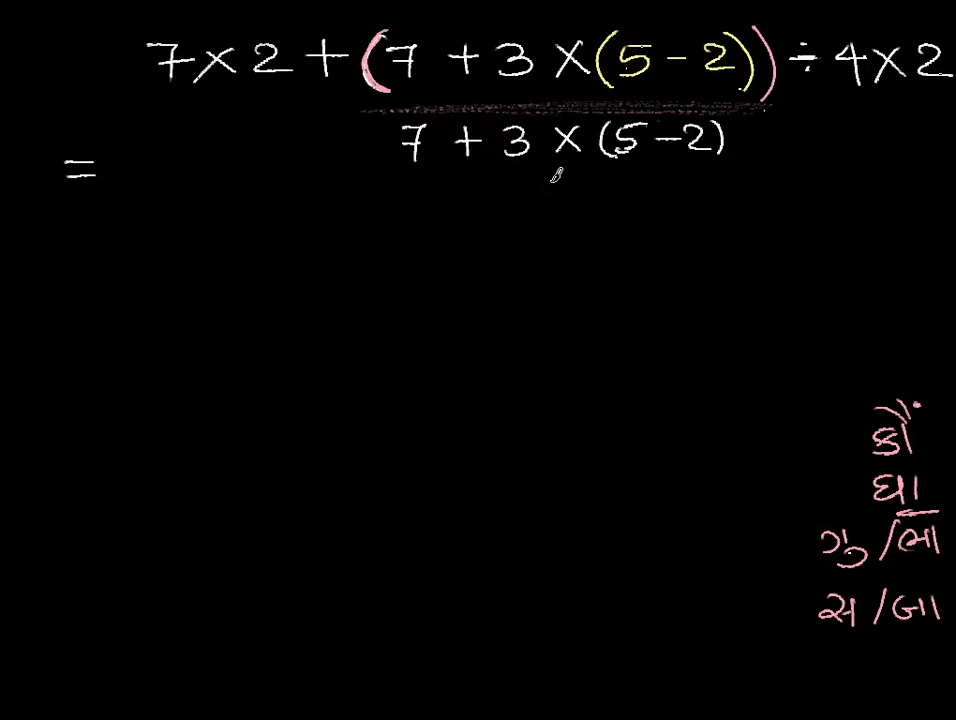 7 × 2 + (7 + 3 × (5 - 2)) ÷ 4 × 2
7 + 3 × (5 - 2)
=
કૌં
ઘા
ગુ / ભા
સ / બા